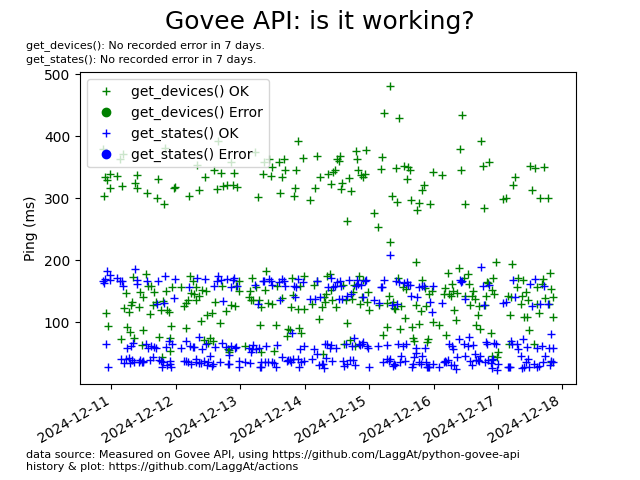 Govee API: is it working?
get_devices(): No recorded error in 7 days.
get_states(): No recorded error in 7 days.
get_devices() OK
get_devices() Error
get_states() OK
get_states() Error
Ping (ms)
500
400
300
200
100
2024-12-11
2024-12-12
2024-12-13
2024-12-14
2024-12-15
2024-12-16
2024-12-17
2024-12-18
data source: Measured on Govee API, using https://github.com/LaggAt/python-govee-api
history & plot: https://github.com/LaggAt/actions